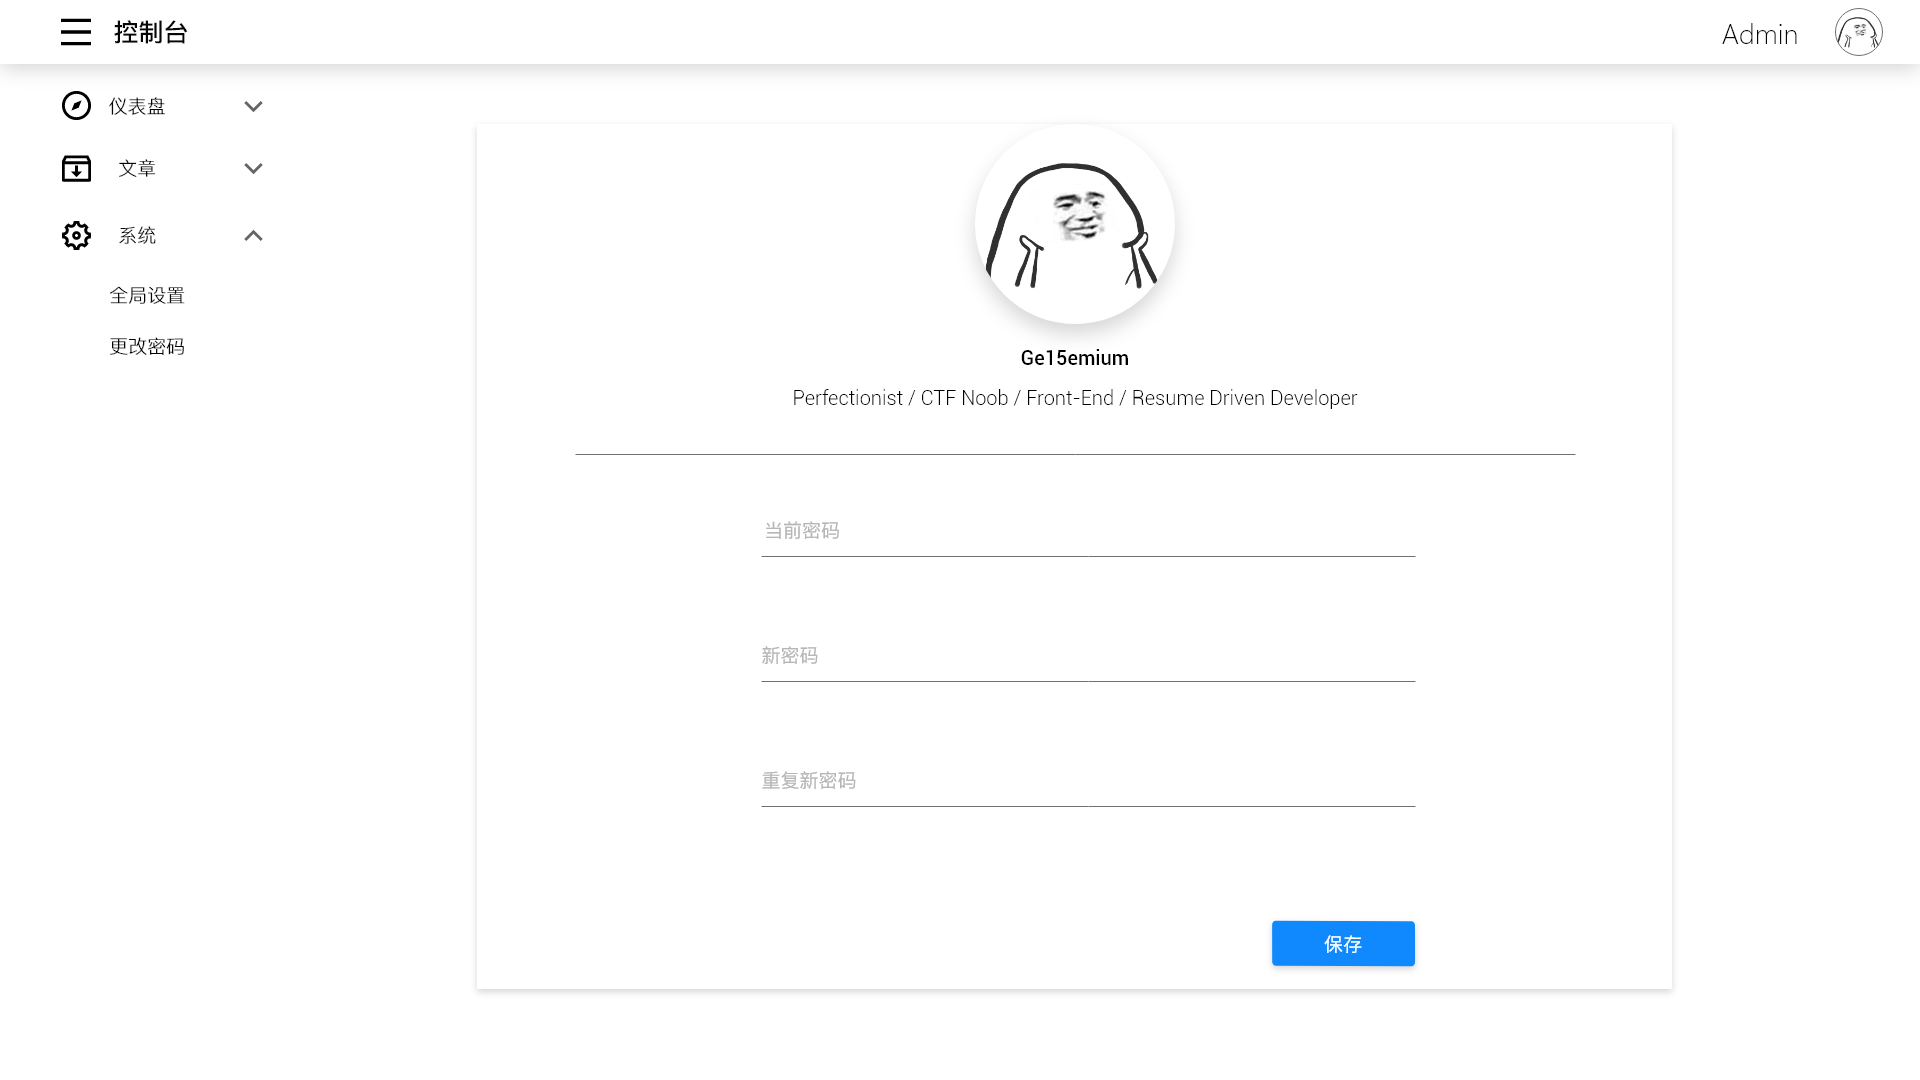 控制台
Admin
仪表盘
文章
系统
全局设置
更改密码
Ge15emium
Perfectionist / CTF Noob / Front-End / Resume Driven Developer
当前密码
新密码
重复新密码
保存